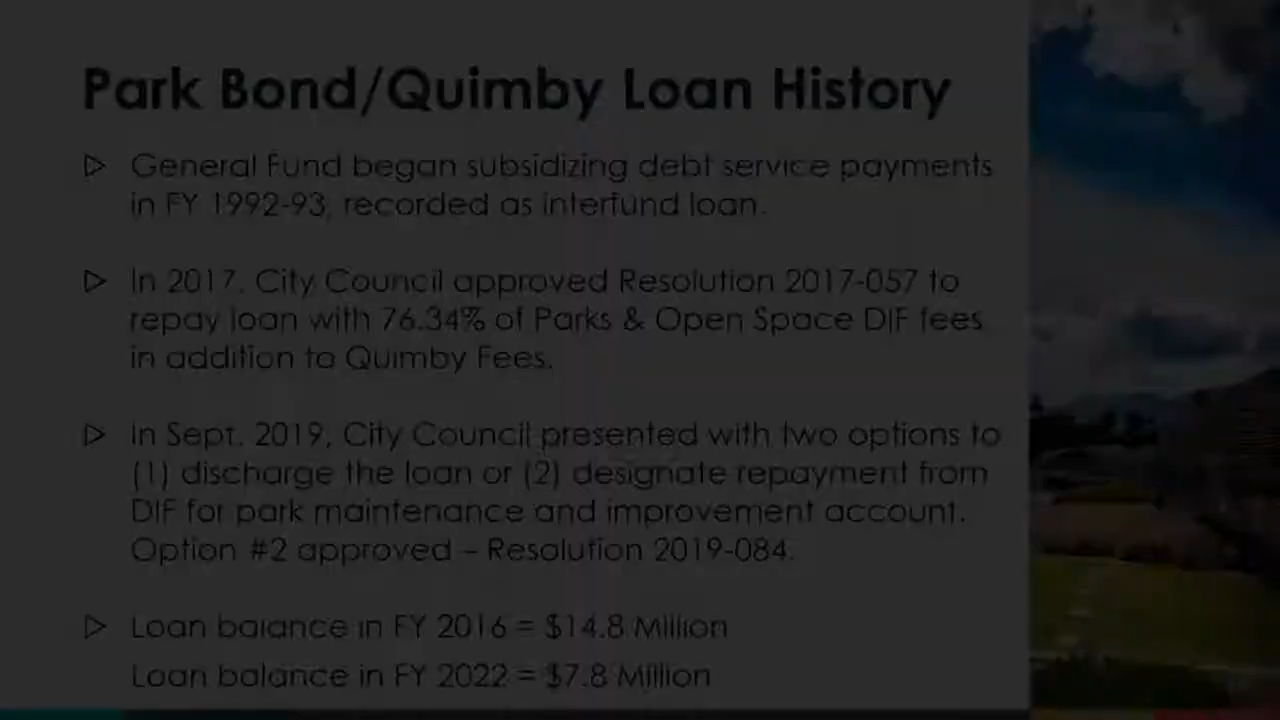 Park Bond/Quimby Loan History
General Fund began subsidizing debt service payments
in FY 1992-93, recorded as interfund loan.
In 2017, City Council approved Resolution 2017-057 to
repay loan with 76.34% of Parks & Open Space DIF fees
in addition to Quimby Fees.
In Sept. 2019, City Council presented with two options to
(1) discharge the loan or (2) designate repayment from
DIF for park maintenance and improvement account.
Option #2 approved – Resolution 2019-084.
Loan balance in FY 2016 = $14.8 Million
Loan balance in FY 2022 = $7.8 Million